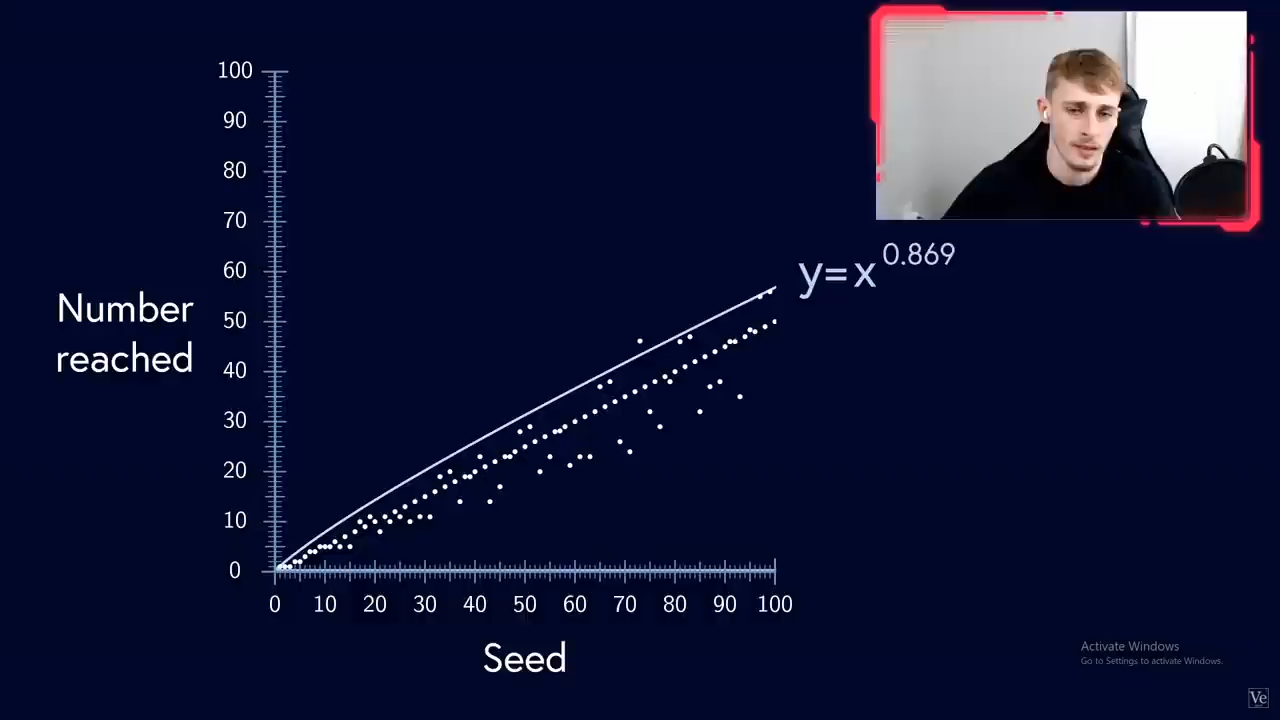 100
90
80
70
60
50
40
30
20
10
0
Number
reached
y=x^0.869
0 10 20 30 40 50 60 70 80 90 100
Seed
Activate Windows
Go to Settings to activate Windows.
Ve